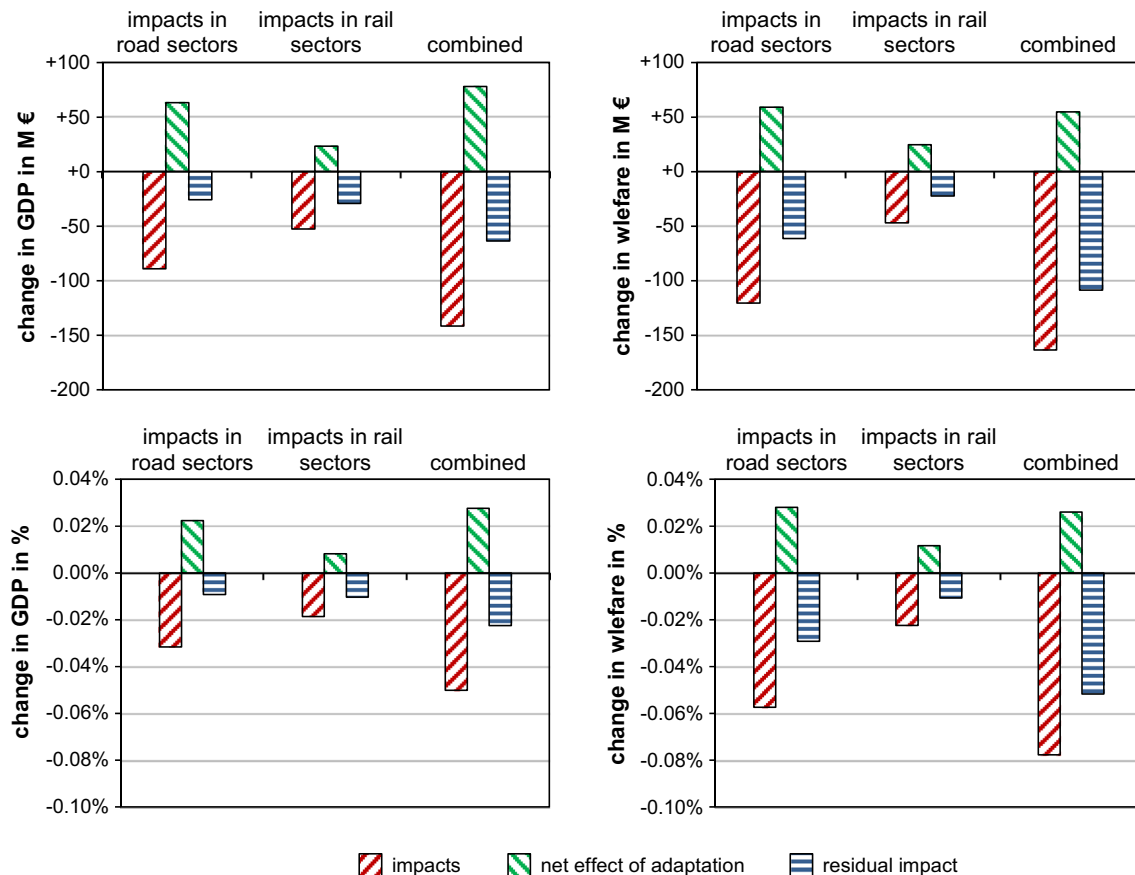 impacts in
road sectors
impacts in rail
sectors
combined
+100
+50
+0
-50
-100
-150
-200
change in GDP in M €
impacts in
road sectors
impacts in rail
sectors
combined
+100
+50
+0
-50
-100
-150
-200
change in wlefare in M €
impacts in
road sectors
impacts in rail
sectors
combined
0.04%
0.02%
0.00%
-0.02%
-0.04%
-0.06%
-0.08%
-0.10%
change in GDP in %
impacts in
road sectors
impacts in rail
sectors
combined
0.04%
0.02%
0.00%
-0.02%
-0.04%
-0.06%
-0.08%
-0.10%
change in wlefare in %
impacts
net effect of adaptation
residual impact